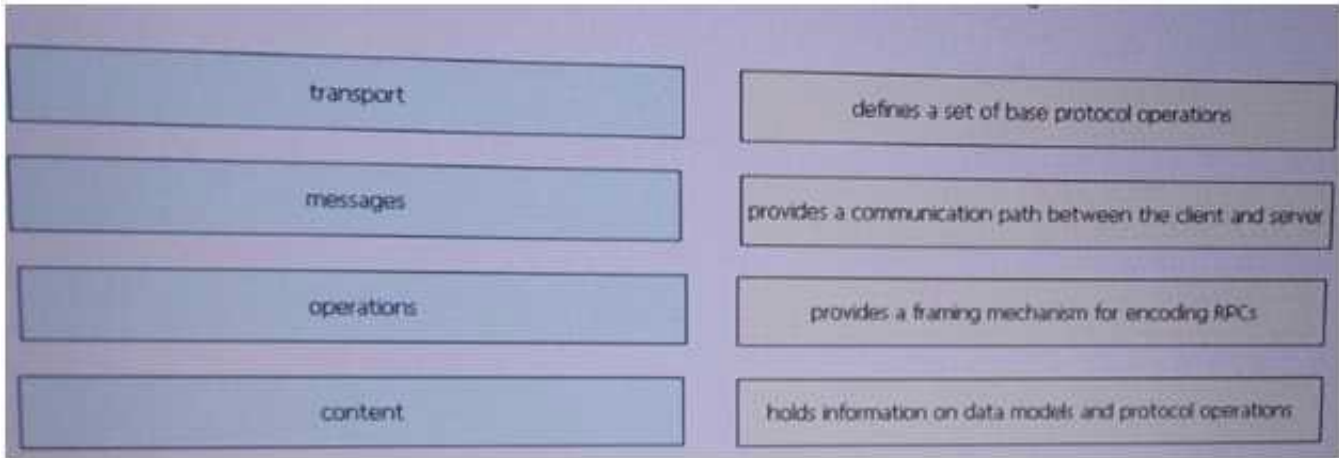 transport
defines a set of base protocol operations
messages
provides a communication path between the client and server
operations
provides a framing mechanism for encoding RPCs
content
holds information on data models and protocol operations